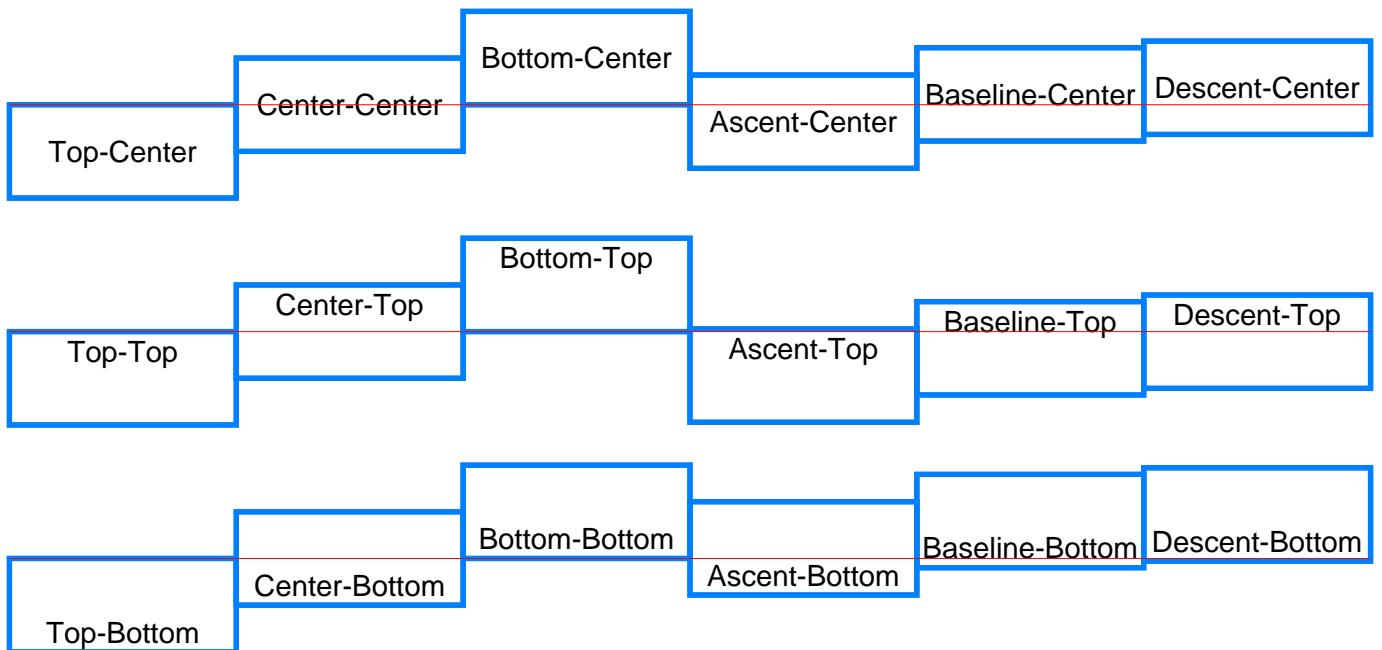 Top-Center Center-Center Bottom-Center Ascent-Center Baseline-Center Descent-Center
Top-Top Center-Top Bottom-Top Ascent-Top Baseline-Top Descent-Top
Top-Bottom Center-Bottom Bottom-Bottom Ascent-Bottom Baseline-Bottom Descent-Bottom